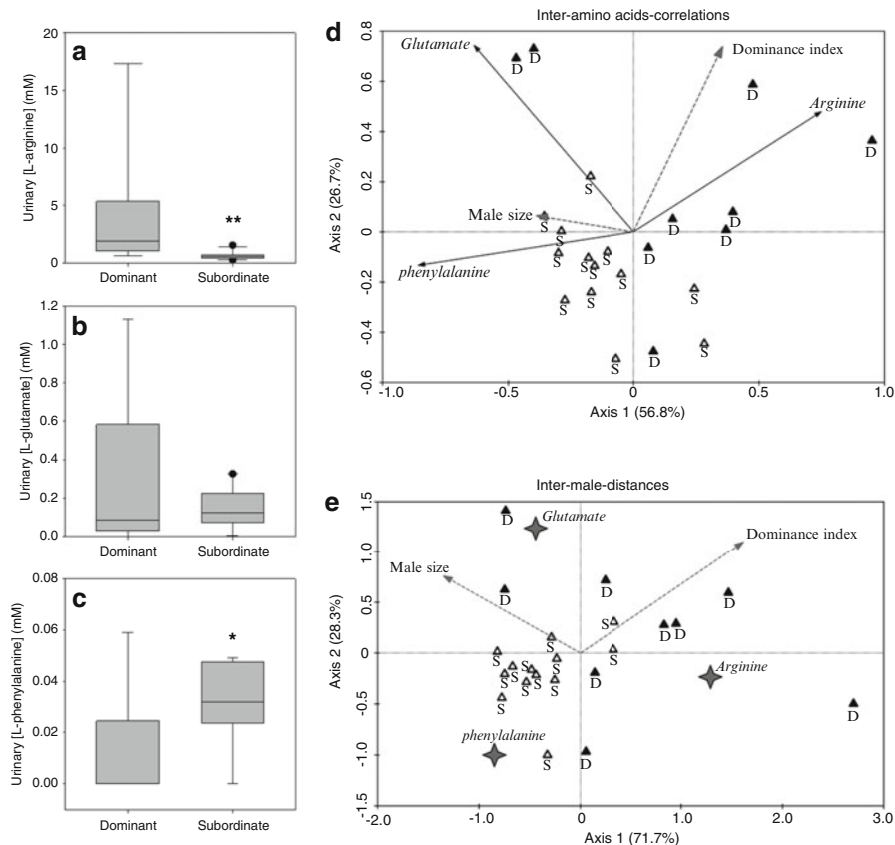 a
Urinary [L-arginine] (mM)
20
15
10
5
0
**
Dominant
Subordinate
b
Urinary [L-glutamate] (mM)
1.2
1.0
0.8
0.6
0.4
0.2
0.0
Dominant
Subordinate
c
Urinary [L-phenylalanine] (mM)
0.08
0.06
0.04
0.02
0.00
*
Dominant
Subordinate
d
Inter-amino acids-correlations
Axis 2 (26.7%)
0.8
0.6
0.4
0.2
0
-0.2
-0.4
-0.6
Glutamate
Dominance index
Arginine
Male size
phenylalanine
D
D
D
D
D
D
D
D
D
S
S
S
S
S
S
S
S
S
S
S
S
S
-1.0
-0.5
0
0.5
1.0
Axis 1 (56.8%)
e
Inter-male-distances
Axis 2 (28.3%)
1.5
1.0
0.5
0
-0.5
-1.0
-1.5
Glutamate
Dominance index
Male size
Arginine
phenylalanine
D
D
D
D
D
D
D
D
D
S
S
S
S
S
S
S
S
S
S
S
S
S
-2.0
-1.0
0
1.0
2.0
3.0
Axis 1 (71.7%)